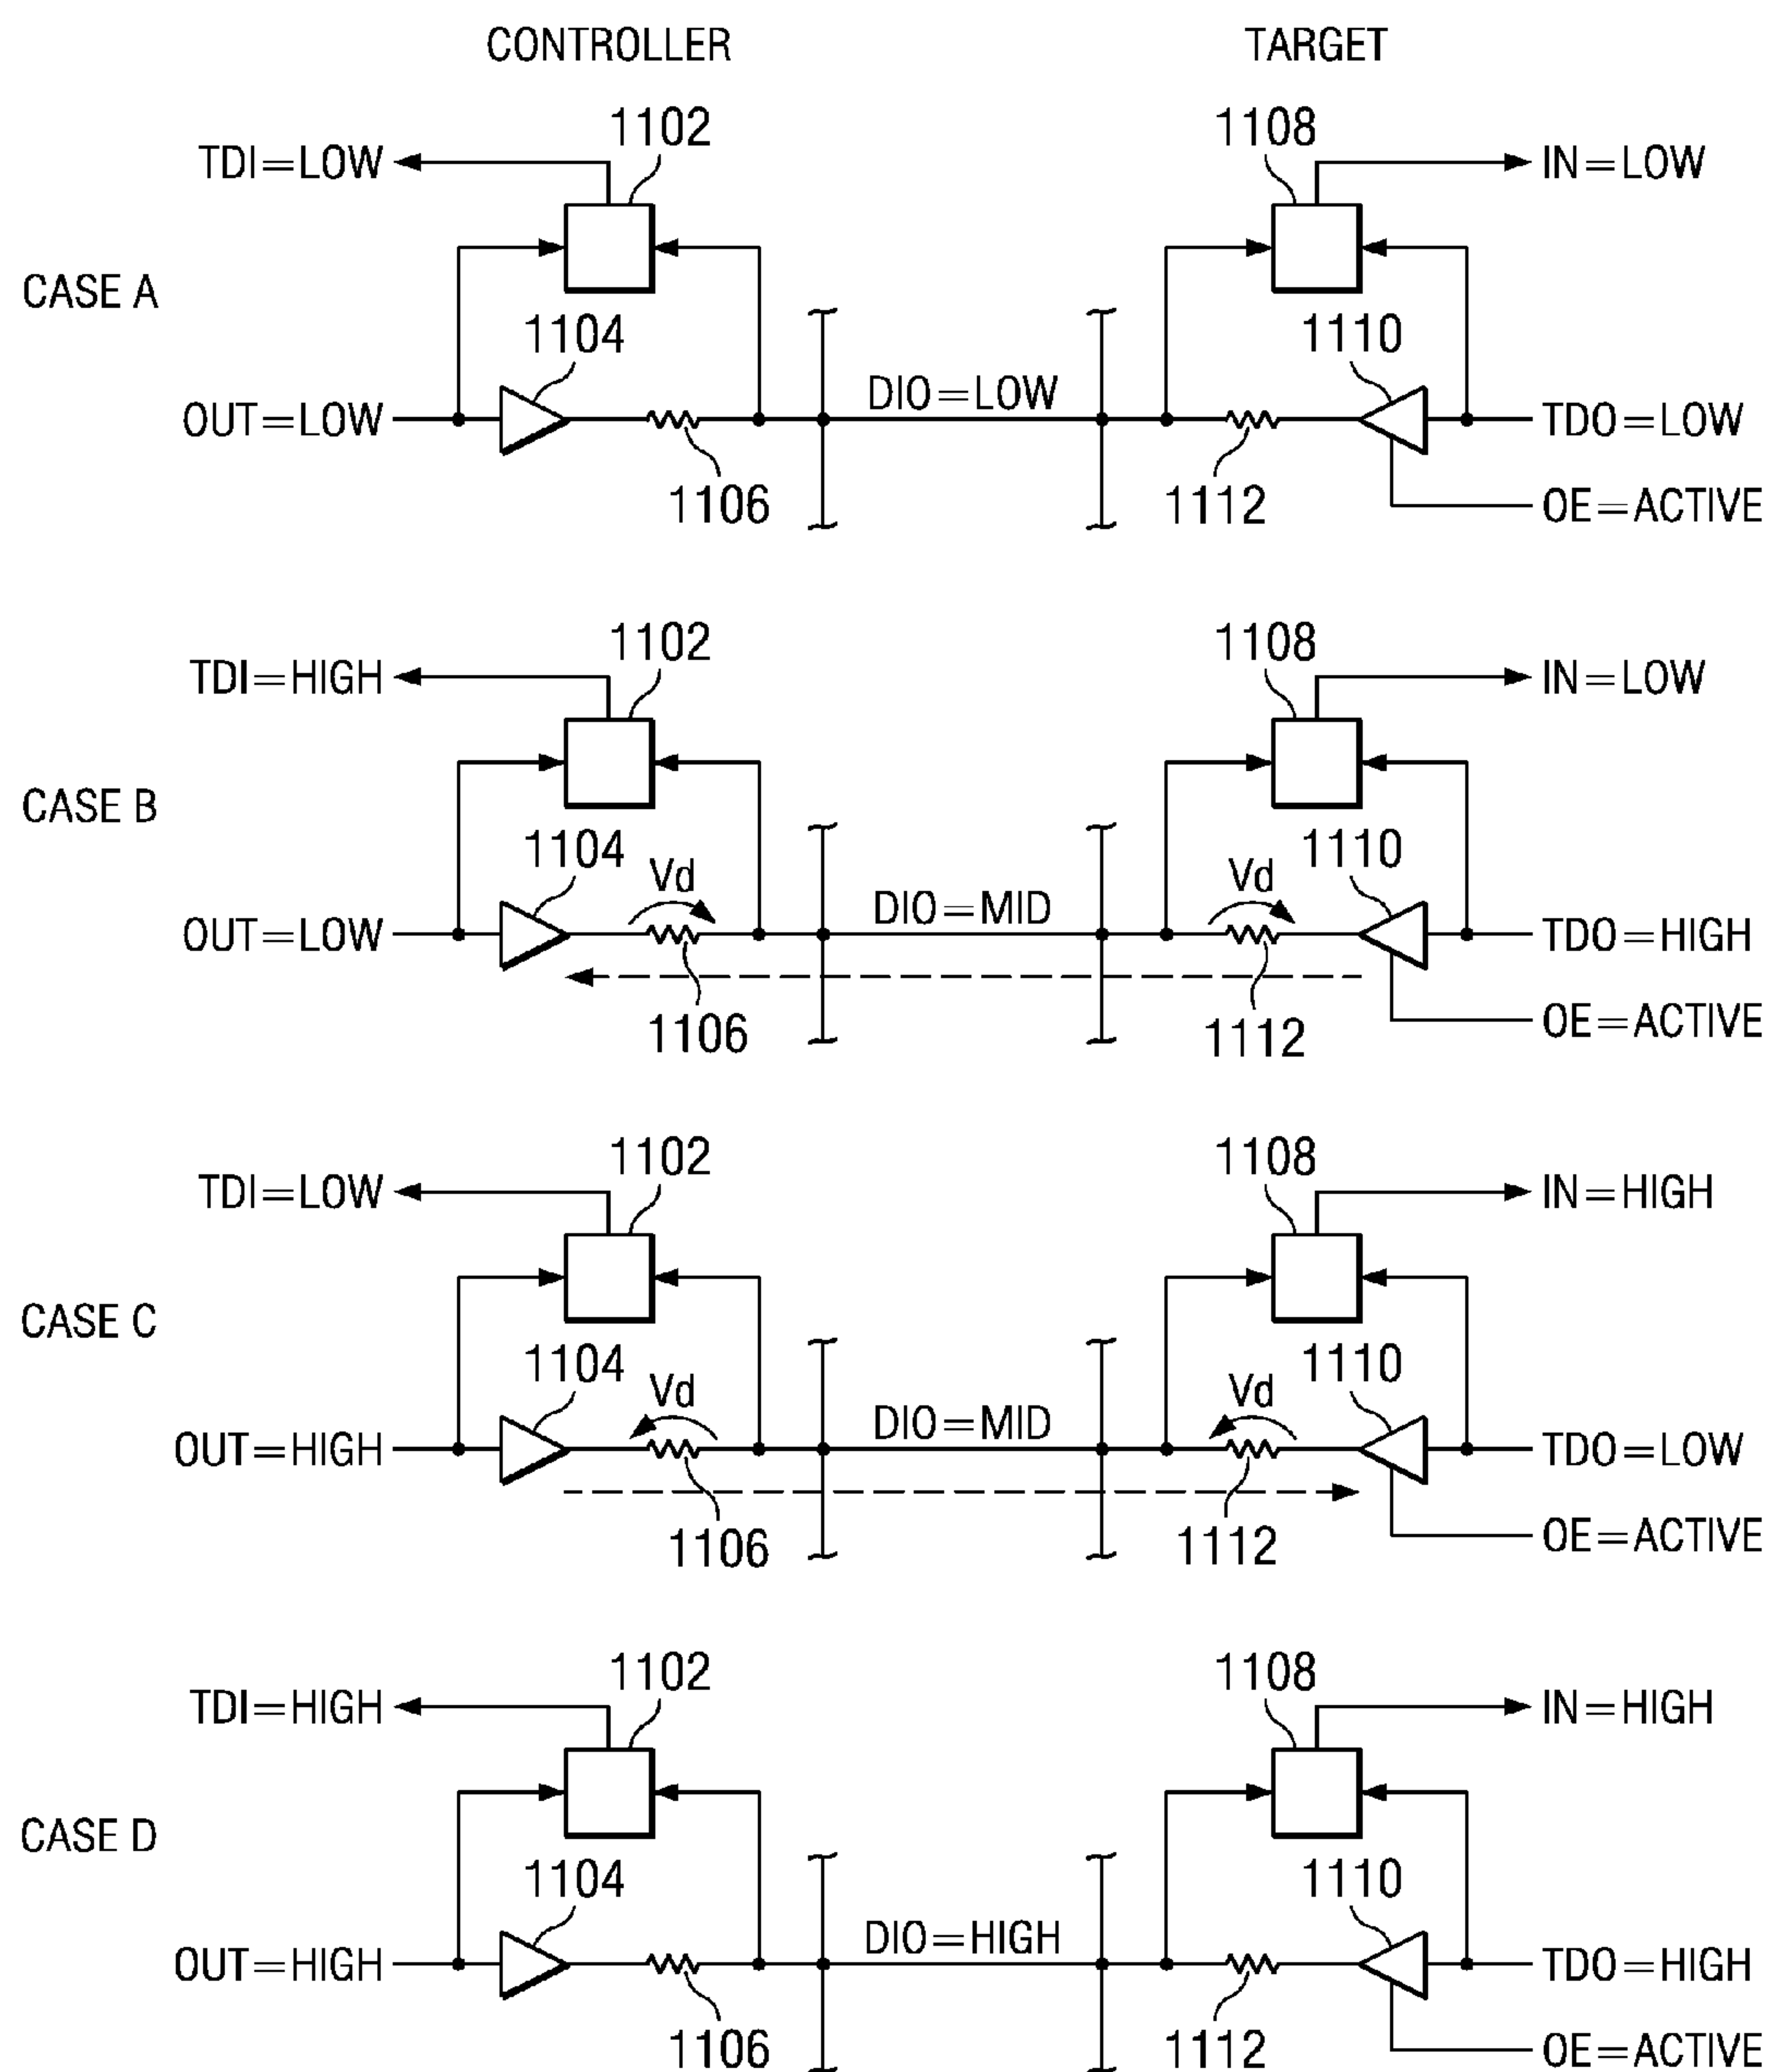 CONTROLLER
TARGET
1102
1108
TDI=LOW
IN=LOW
CASE A
1104
1110
DIO=LOW
OUT=LOW
TDO=LOW
1106
1112
OE=ACTIVE
1102
1108
TDI=HIGH
IN=LOW
CASE B
1104
Vd
Vd
1110
DIO=MID
OUT=LOW
TDO=HIGH
1106
1112
OE=ACTIVE
1102
1108
TDI=LOW
IN=HIGH
CASE C
1104
Vd
Vd
1110
DIO=MID
OUT=HIGH
TDO=LOW
1106
1112
OE=ACTIVE
1102
1108
TDI=HIGH
IN=HIGH
CASE D
1104
1110
DIO=HIGH
OUT=HIGH
TDO=HIGH
1106
1112
OE=ACTIVE